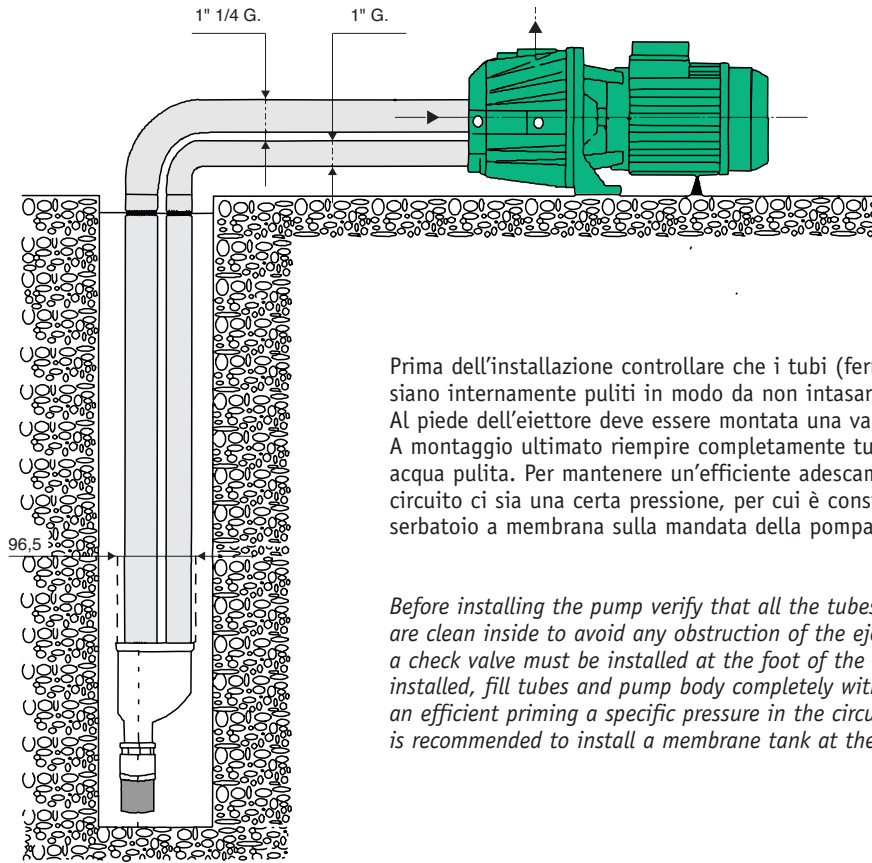 1" 1/4 G.
1" G.
96,5
Prima dell'installazione controllare che i tubi (ferr
siano internamente puliti in modo da non intasar
Al piede dell'eiettore deve essere montata una va
A montaggio ultimato riempire completamente tu
acqua pulita. Per mantenere un'efficiente adescam
circuito ci sia una certa pressione, per cui è cons
serbatoio a membrana sulla mandata della pompa
Before installing the pump verify that all the tubes
are clean inside to avoid any obstruction of the eje
a check valve must be installed at the foot of the
installed, fill tubes and pump body completely with
an efficient priming a specific pressure in the circu
is recommended to install a membrane tank at the